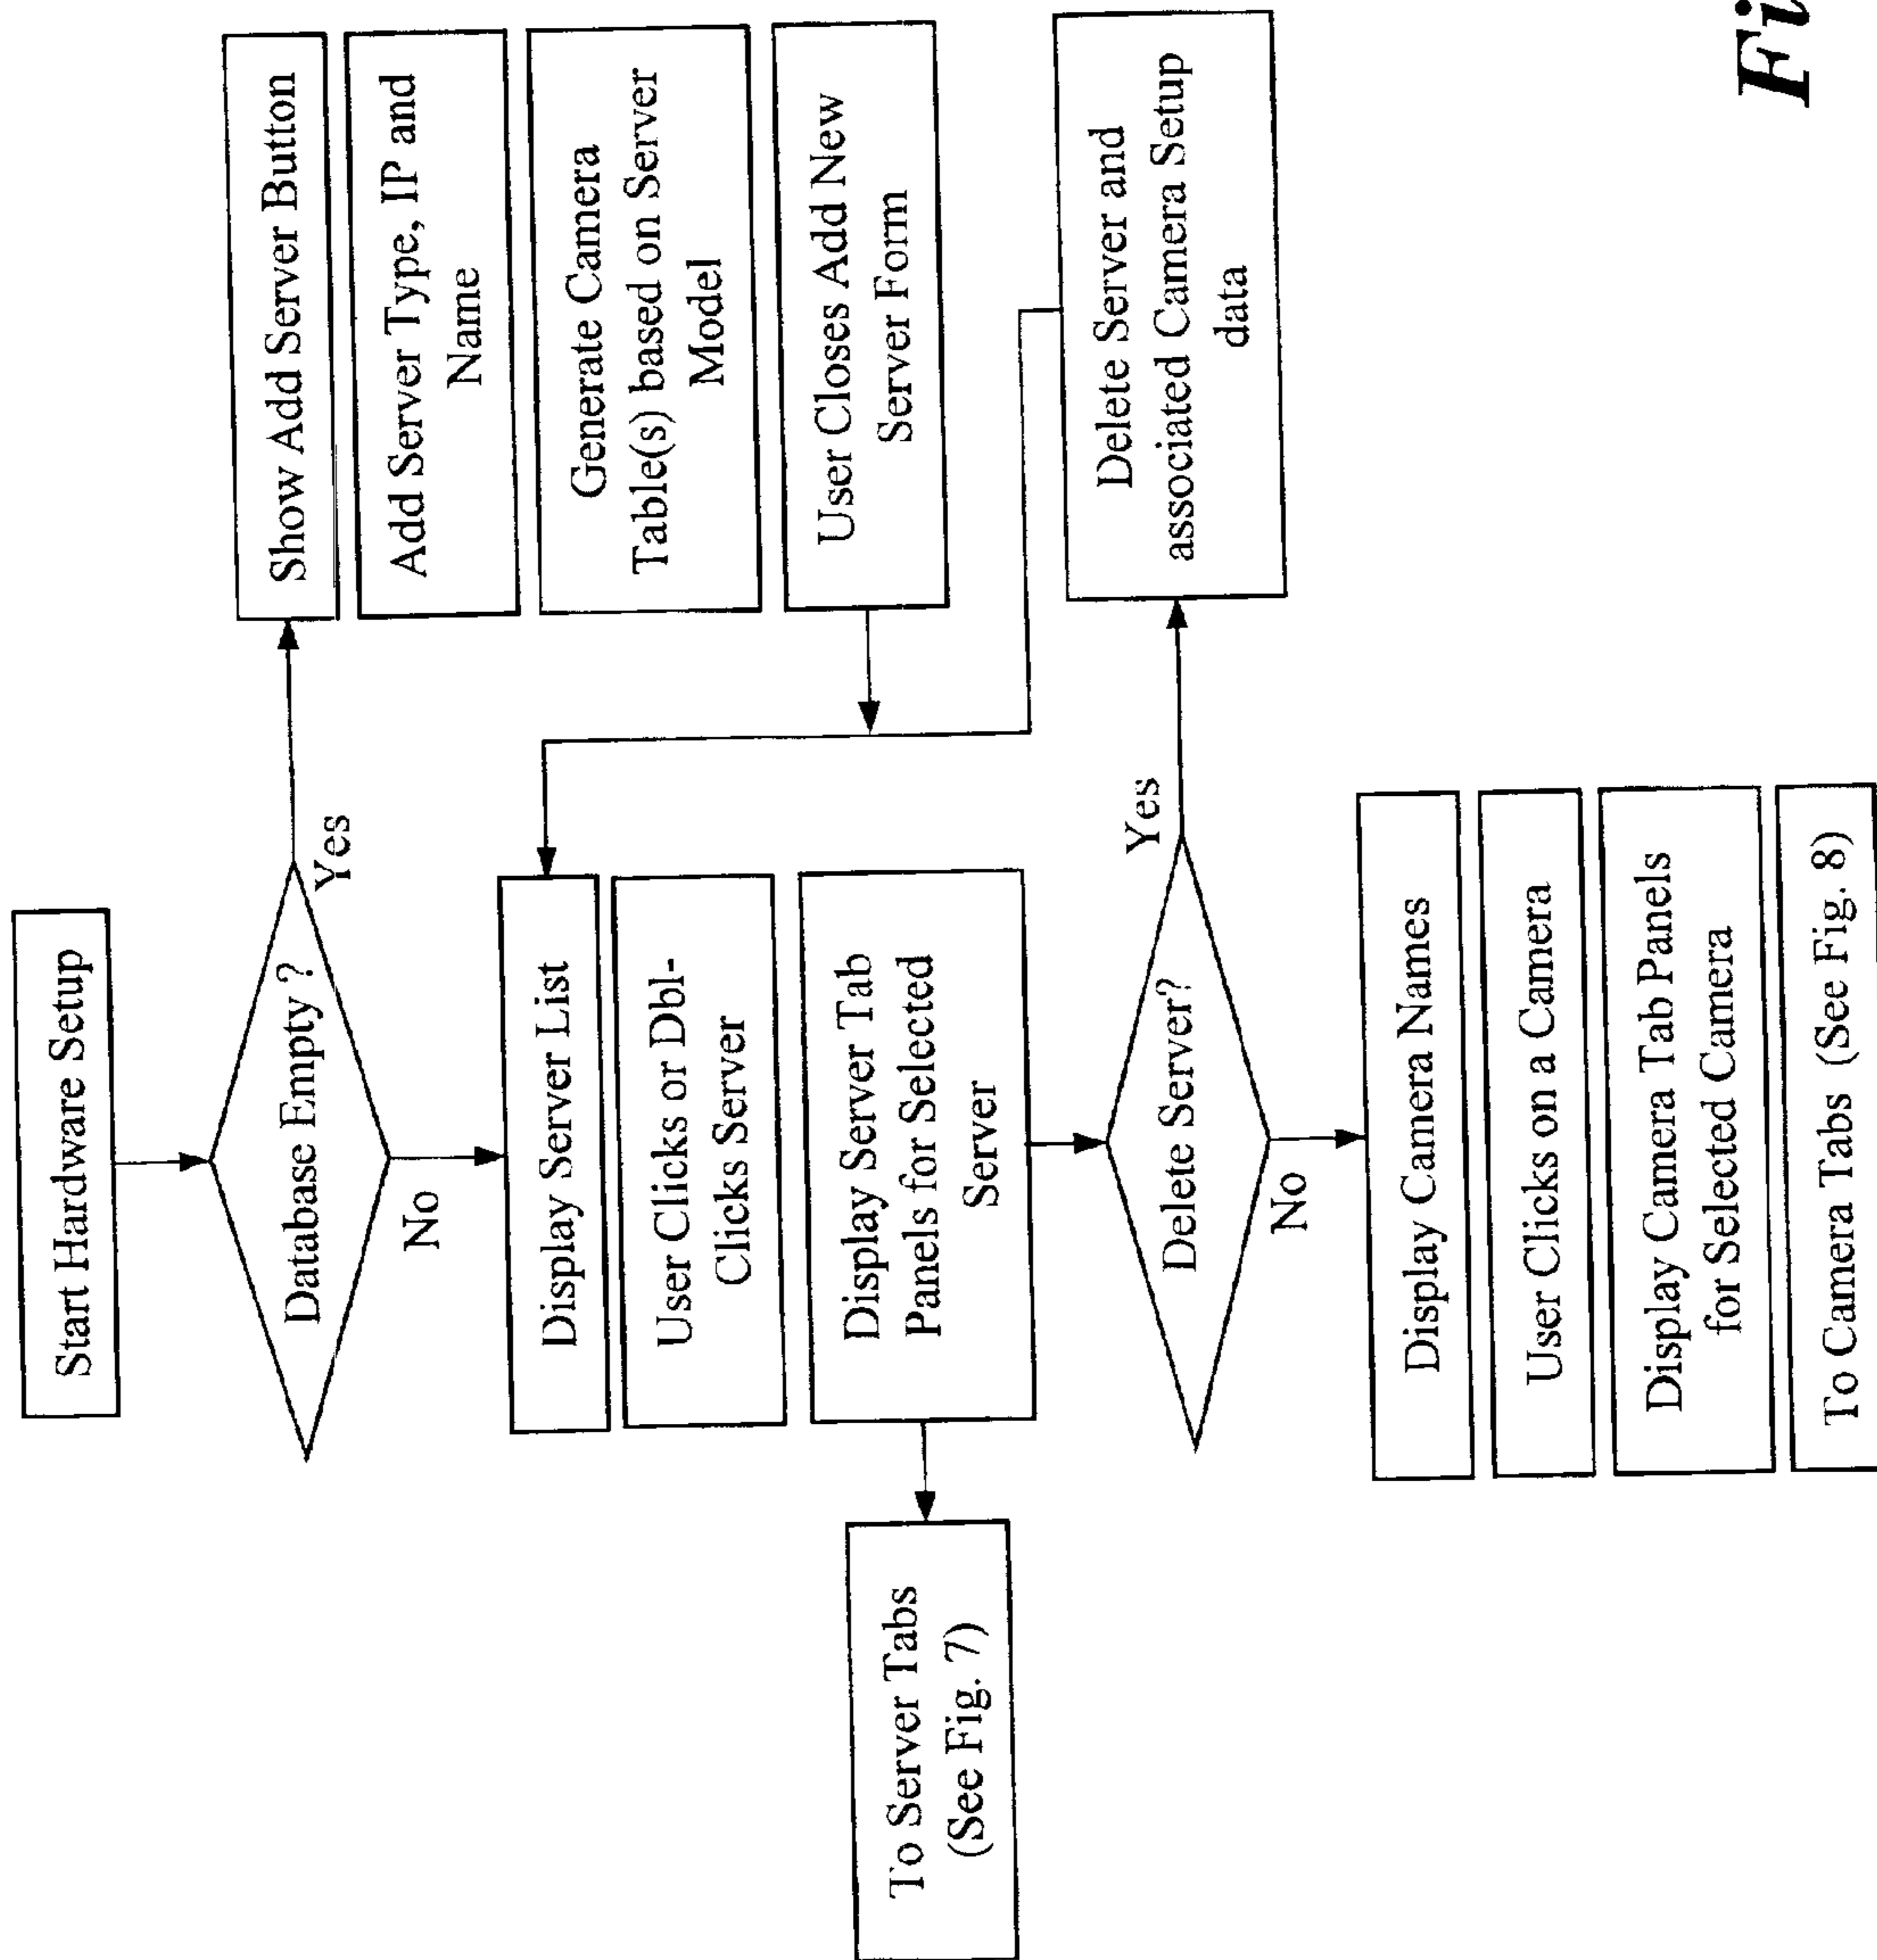 Start Hardware Setup
Database Empty?
Yes
No
Show Add Server Button
Add Server Type, IP and
Name
Generate Camera
Table(s) based on Server
Model
User Closes Add New
Server Form
Display Server List
User Clicks or Dbl-
Clicks Server
Display Server Tab
Panels for Selected
Server
To Server Tabs
(See Fig. 7)
Delete Server?
Yes
No
Delete Server and
associated Camera Setup
data
Display Camera Names
User Clicks on a Camera
Display Camera Tab Panels
for Selected Camera
To Camera Tabs (See Fig. 8)